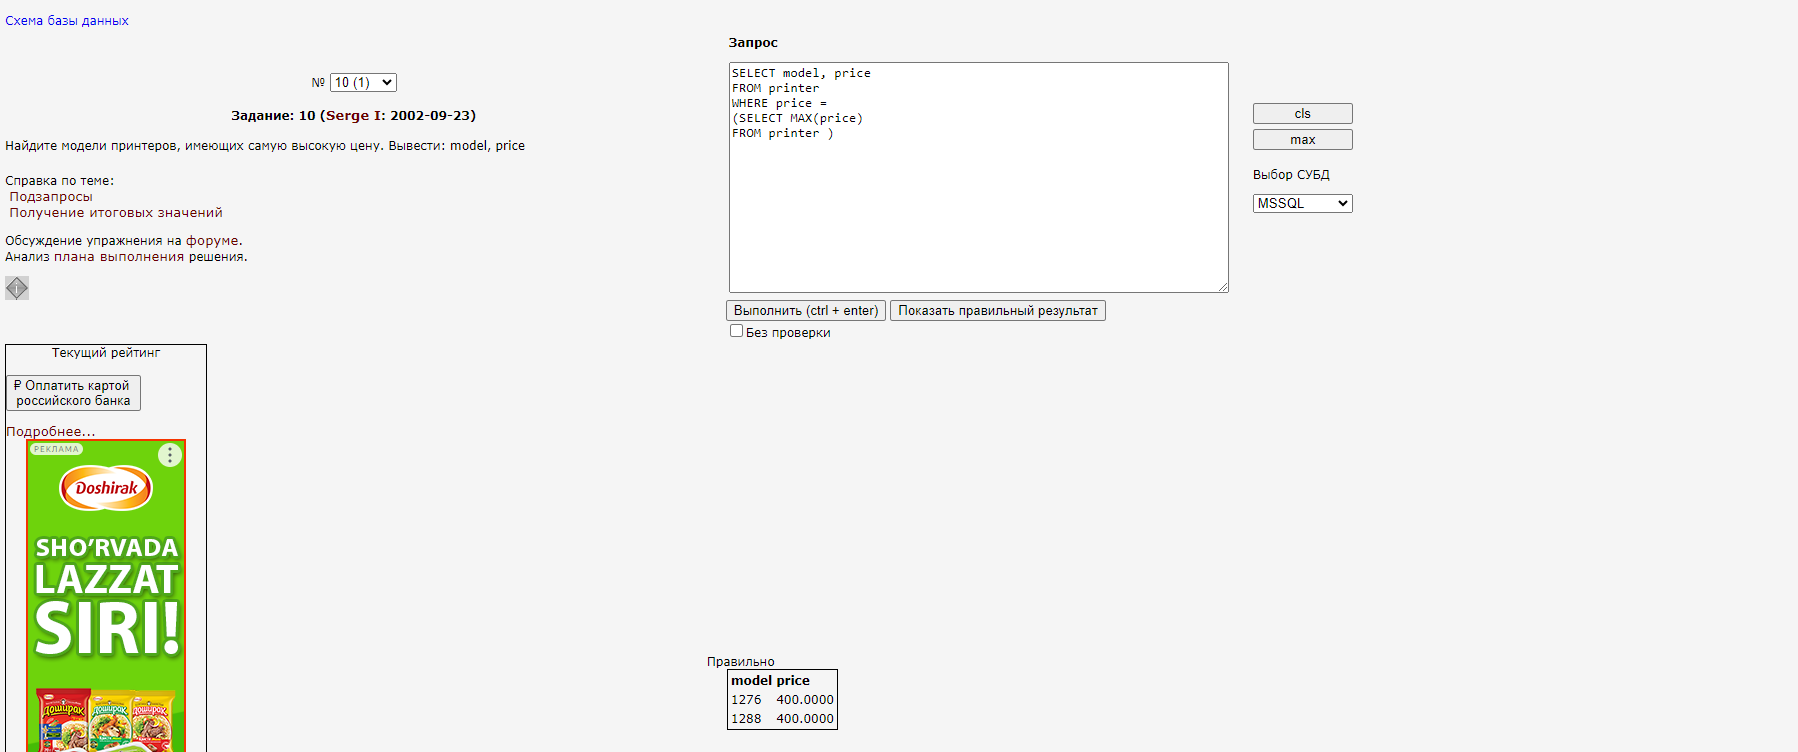 Схема базы данных
№ 10 (1)
Задание: 10 (Serge I: 2002-09-23)
Найдите модели принтеров, имеющих самую высокую цену. Вывести: model, price
Справка по теме:
Подзапросы
Получение итоговых значений
Обсуждение упражнения на форуме.
Анализ плана выполнения решения.
i
Текущий рейтинг
₽ Оплатить картой
российского банка
Подробнее...
РЕКЛАМА
Doshirak
SHO'RVADA
LAZZAT
SIRI!
ДОШИРАК
ДОШИРАК
ДОШИРАК
Запрос
SELECT model, price
FROM printer
WHERE price =
(SELECT MAX(price)
FROM printer )
Выполнить (ctrl + enter) Показать правильный результат
Без проверки
cls
max
Выбор СУБД
MSSQL
Правильно
model price
1276 400.0000
1288 400.0000